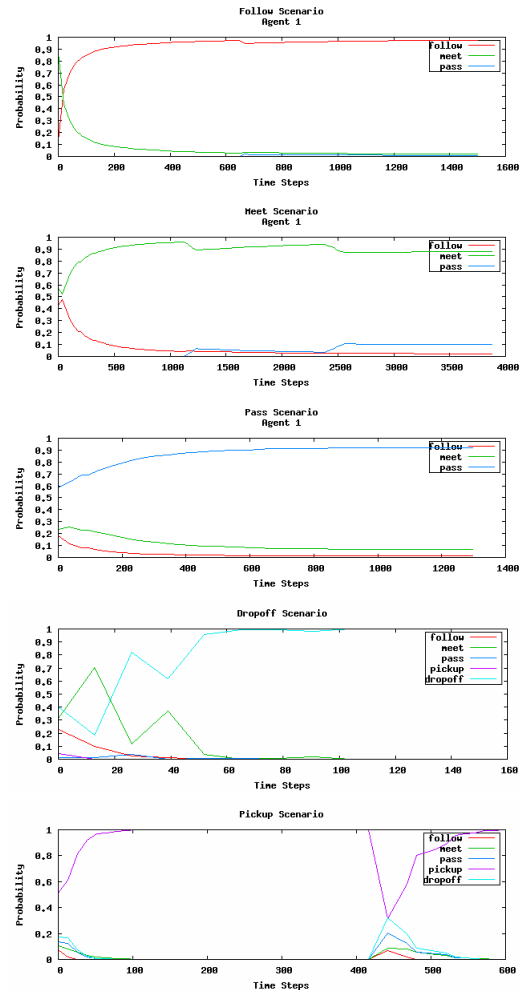 Follow Scenario
Agent 1
Probability
1
0.9
0.8
0.7
0.6
0.5
0.4
0.3
0.2
0.1
0
follow
meet
pass
0 200 400 600 800 1000 1200 1400 1600
Time Steps
Meet Scenario
Agent 1
Probability
1
0.9
0.8
0.7
0.6
0.5
0.4
0.3
0.2
0.1
0
follow
meet
pass
0 500 1000 1500 2000 2500 3000 3500 4000
Time Steps
Pass Scenario
Agent 1
Probability
1
0.9
0.8
0.7
0.6
0.5
0.4
0.3
0.2
0.1
0
follow
meet
pass
0 200 400 600 800 1000 1200 1400
Time Steps
Dropoff Scenario
Probability
1
0.9
0.8
0.7
0.6
0.5
0.4
0.3
0.2
0.1
0
follow
meet
pass
pickup
dropoff
0 20 40 60 80 100 120 140 160
Time Steps
Pickup Scenario
Probability
1
0.8
0.6
0.4
0.2
0
follow
meet
pass
pickup
dropoff
0 100 200 300 400 500 600
Time Steps